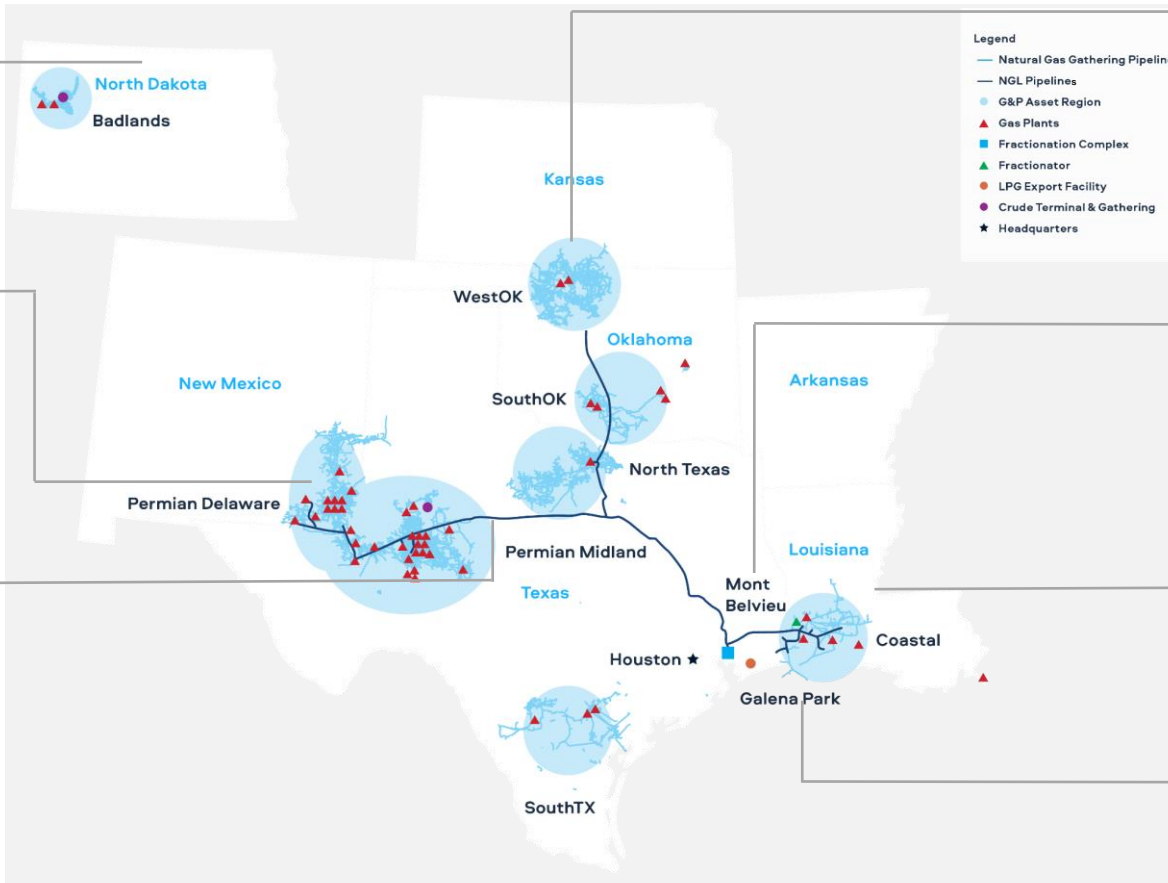 Legend
Natural Gas Gathering Pipelin
NGL Pipelines
G&P Asset Region
Gas Plants
Fractionation Complex
Fractionator
LPG Export Facility
Crude Terminal & Gathering
Headquarters
North Dakota
Badlands
Kansas
WestOK
Oklahoma
New Mexico
Arkansas
SouthOK
North Texas
Permian Delaware
Permian Midland
Louisiana
Texas
Mont
Belvieu
Coastal
Houston
Galena Park
SouthTX